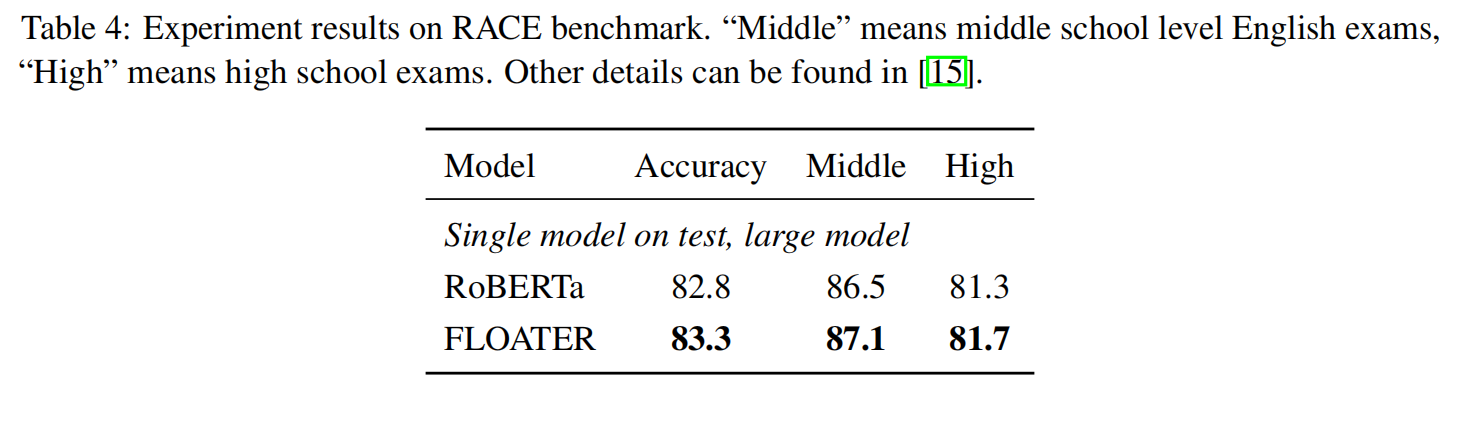 Table 4: Experiment results on RACE benchmark. “Middle” means middle school level English exams,
“High” means high school exams. Other details can be found in [15].
Model Accuracy Middle High
Single model on test, large model
RoBERTa 82.8 86.5 81.3
FLOATER 83.3 87.1 81.7